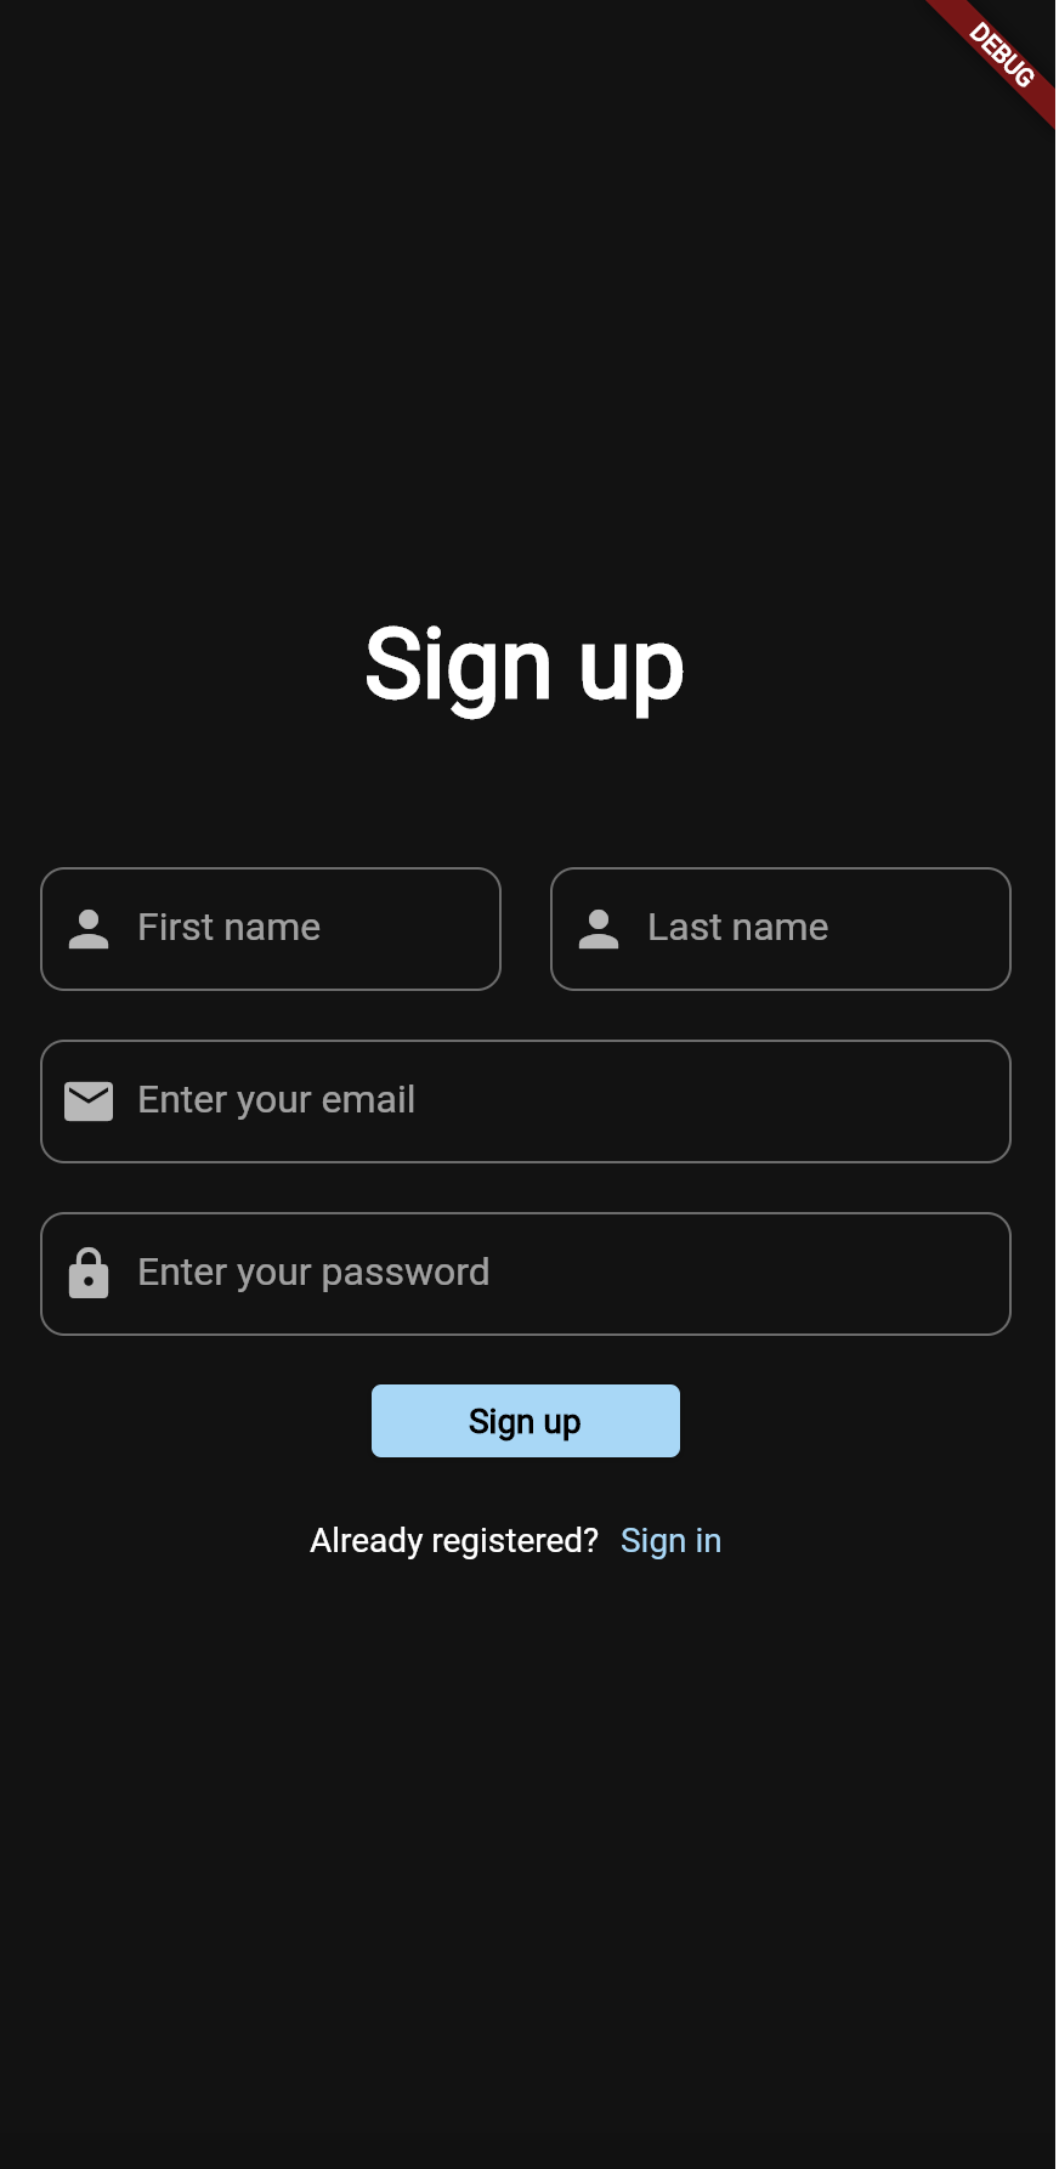 DEBUG
Sign up
First name
Last name
Enter your email
Enter your password
Sign up
Already registered? Sign in